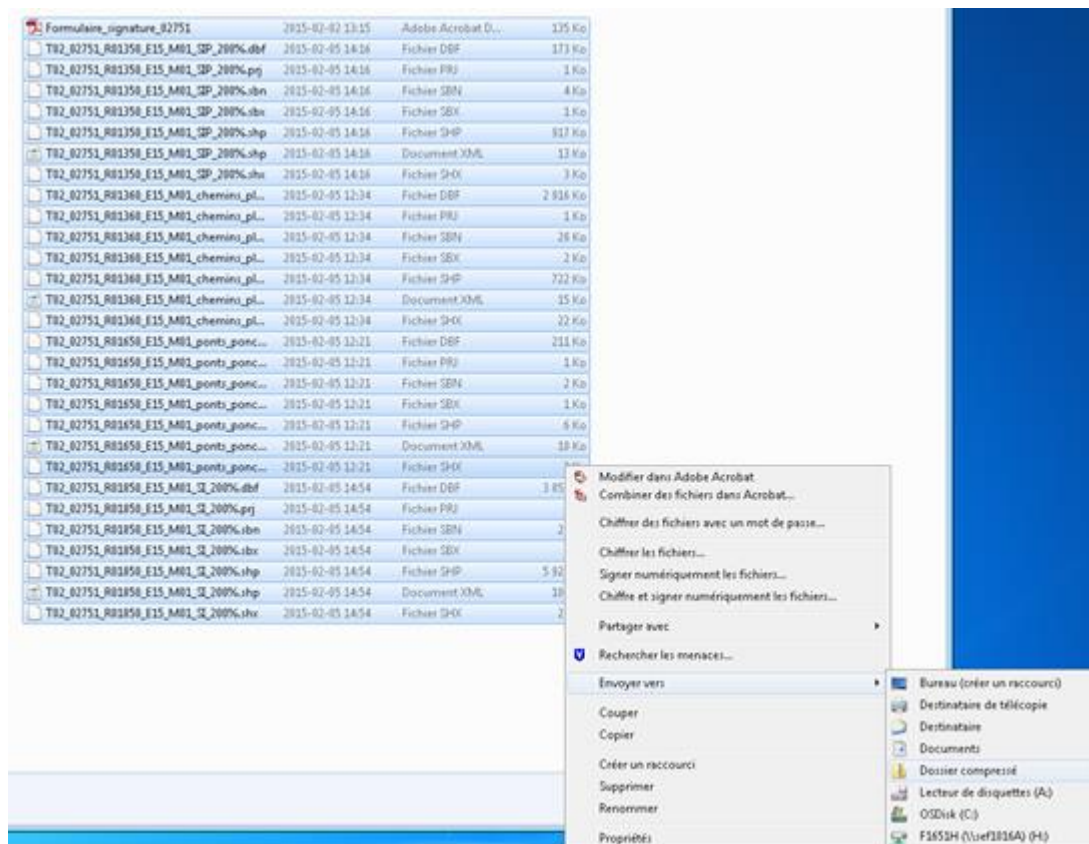 Formulaire_signature_02751 2015-02-02 13:15 Adobe Acrobat D... 135 Ko
T02_02751_R01350_E15_M01_SIP_200%.dbf 2015-02-05 14:16 Fichier DBF 173 Ko
T02_02751_R01350_E15_M01_SIP_200%.prj 2015-02-05 14:16 Fichier PRJ 1 Ko
T02_02751_R01350_E15_M01_SIP_200%.sbn 2015-02-05 14:16 Fichier SBN 4 Ko
T02_02751_R01350_E15_M01_SIP_200%.sbx 2015-02-05 14:16 Fichier SBX 1 Ko
T02_02751_R01350_E15_M01_SIP_200%.shp 2015-02-05 14:16 Fichier SHP 917 Ko
T02_02751_R01350_E15_M01_SIP_200%.shp 2015-02-05 14:16 Document XML 13 Ko
T02_02751_R01350_E15_M01_SIP_200%.shx 2015-02-05 14:16 Fichier SHX 3 Ko
T02_02751_R01360_E15_M01_chemins_pl... 2015-02-05 12:34 Fichier DBF 2 916 Ko
T02_02751_R01360_E15_M01_chemins_pl... 2015-02-05 12:34 Fichier PRJ 1 Ko
T02_02751_R01360_E15_M01_chemins_pl... 2015-02-05 12:34 Fichier SBN 26 Ko
T02_02751_R01360_E15_M01_chemins_pl... 2015-02-05 12:34 Fichier SBX 2 Ko
T02_02751_R01360_E15_M01_chemins_pl... 2015-02-05 12:34 Fichier SHP 722 Ko
T02_02751_R01360_E15_M01_chemins_pl... 2015-02-05 12:34 Document XML 15 Ko
T02_02751_R01360_E15_M01_chemins_pl... 2015-02-05 12:34 Fichier SHX 22 Ko
T02_02751_R01650_E15_M01_ponts_ponc... 2015-02-05 12:21 Fichier DBF 211 Ko
T02_02751_R01650_E15_M01_ponts_ponc... 2015-02-05 12:21 Fichier PRJ 1 Ko
T02_02751_R01650_E15_M01_ponts_ponc... 2015-02-05 12:21 Fichier SBN 2 Ko
T02_02751_R01650_E15_M01_ponts_ponc... 2015-02-05 12:21 Fichier SBX 1 Ko
T02_02751_R01650_E15_M01_ponts_ponc... 2015-02-05 12:21 Fichier SHP 6 Ko
T02_02751_R01650_E15_M01_ponts_ponc... 2015-02-05 12:21 Document XML 10 Ko
T02_02751_R01650_E15_M01_ponts_ponc... 2015-02-05 12:21 Fichier SHX
T02_02751_R01850_E15_M01_SI_200%.dbf 2015-02-05 14:54 Fichier DBF
T02_02751_R01850_E15_M01_SI_200%.prj 2015-02-05 14:54 Fichier PRJ
T02_02751_R01850_E15_M01_SI_200%.sbn 2015-02-05 14:54 Fichier SBN
T02_02751_R01850_E15_M01_SI_200%.sbx 2015-02-05 14:54 Fichier SBX
T02_02751_R01850_E15_M01_SI_200%.shp 2015-02-05 14:54 Fichier SHP
T02_02751_R01850_E15_M01_SI_200%.shp 2015-02-05 14:54 Document XML
T02_02751_R01850_E15_M01_SI_200%.shx 2015-02-05 14:54 Fichier SHX
Modifier dans Adobe Acrobat
Combiner des fichiers dans Acrobat...
Chiffrer des fichiers avec un mot de passe...
Chiffrer les fichiers...
Signer numériquement les fichiers...
Chiffre et signer numériquement les fichiers...
Partager avec
Rechercher les menaces...
Envoyer vers
Couper
Copier
Créer un raccourci
Supprimer
Renommer
Propriétés
Bureau (créer un raccourci)
Destinataire de télécopie
Destinataire
Documents
Dossier compressé
Lecteur de disquettes (A:)
OSDisk (C:)
F1651H (\\sef1816A) (H:)